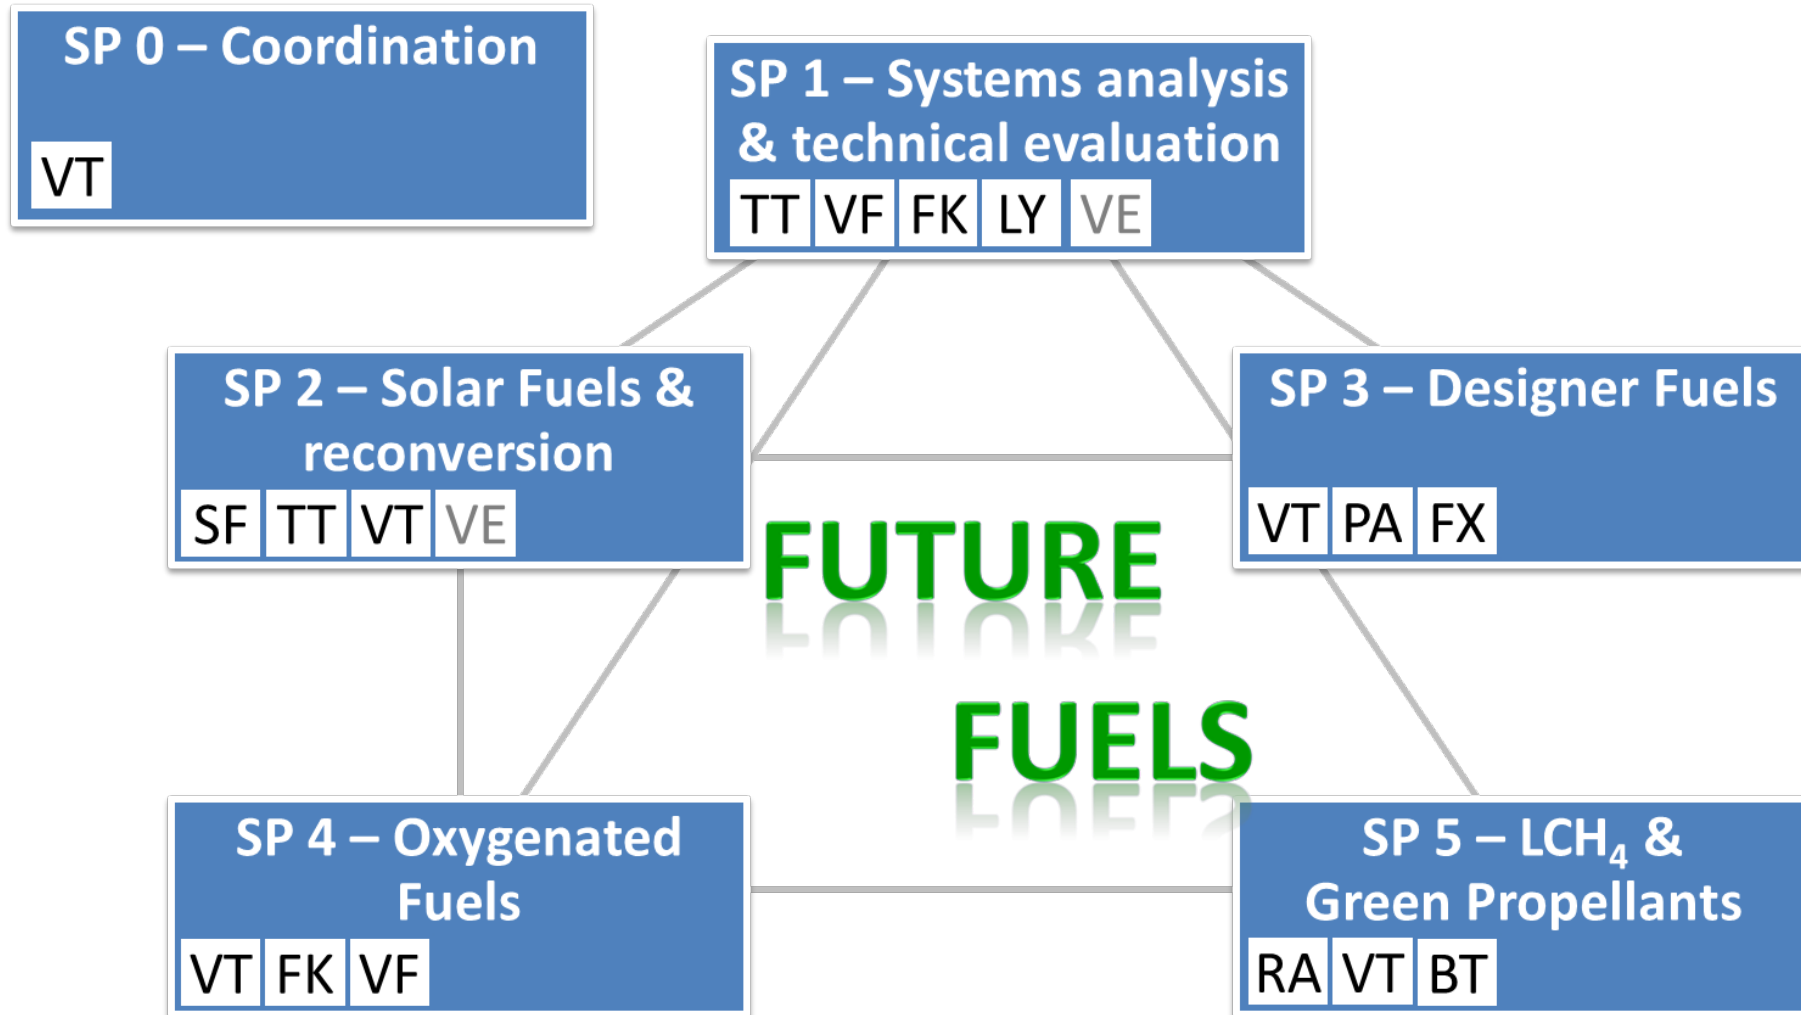 SP 0 – Coordination
VT
SP 1 – Systems analysis
& technical evaluation
TT VF FK LY VE
SP 2 – Solar Fuels &
reconversion
SF TT VT VE
SP 3 – Designer Fuels
VT PA FX
FUTURE
FUELS
SP 4 – Oxygenated
Fuels
VT FK VF
SP 5 – LCH₄ &
Green Propellants
RA VT BT